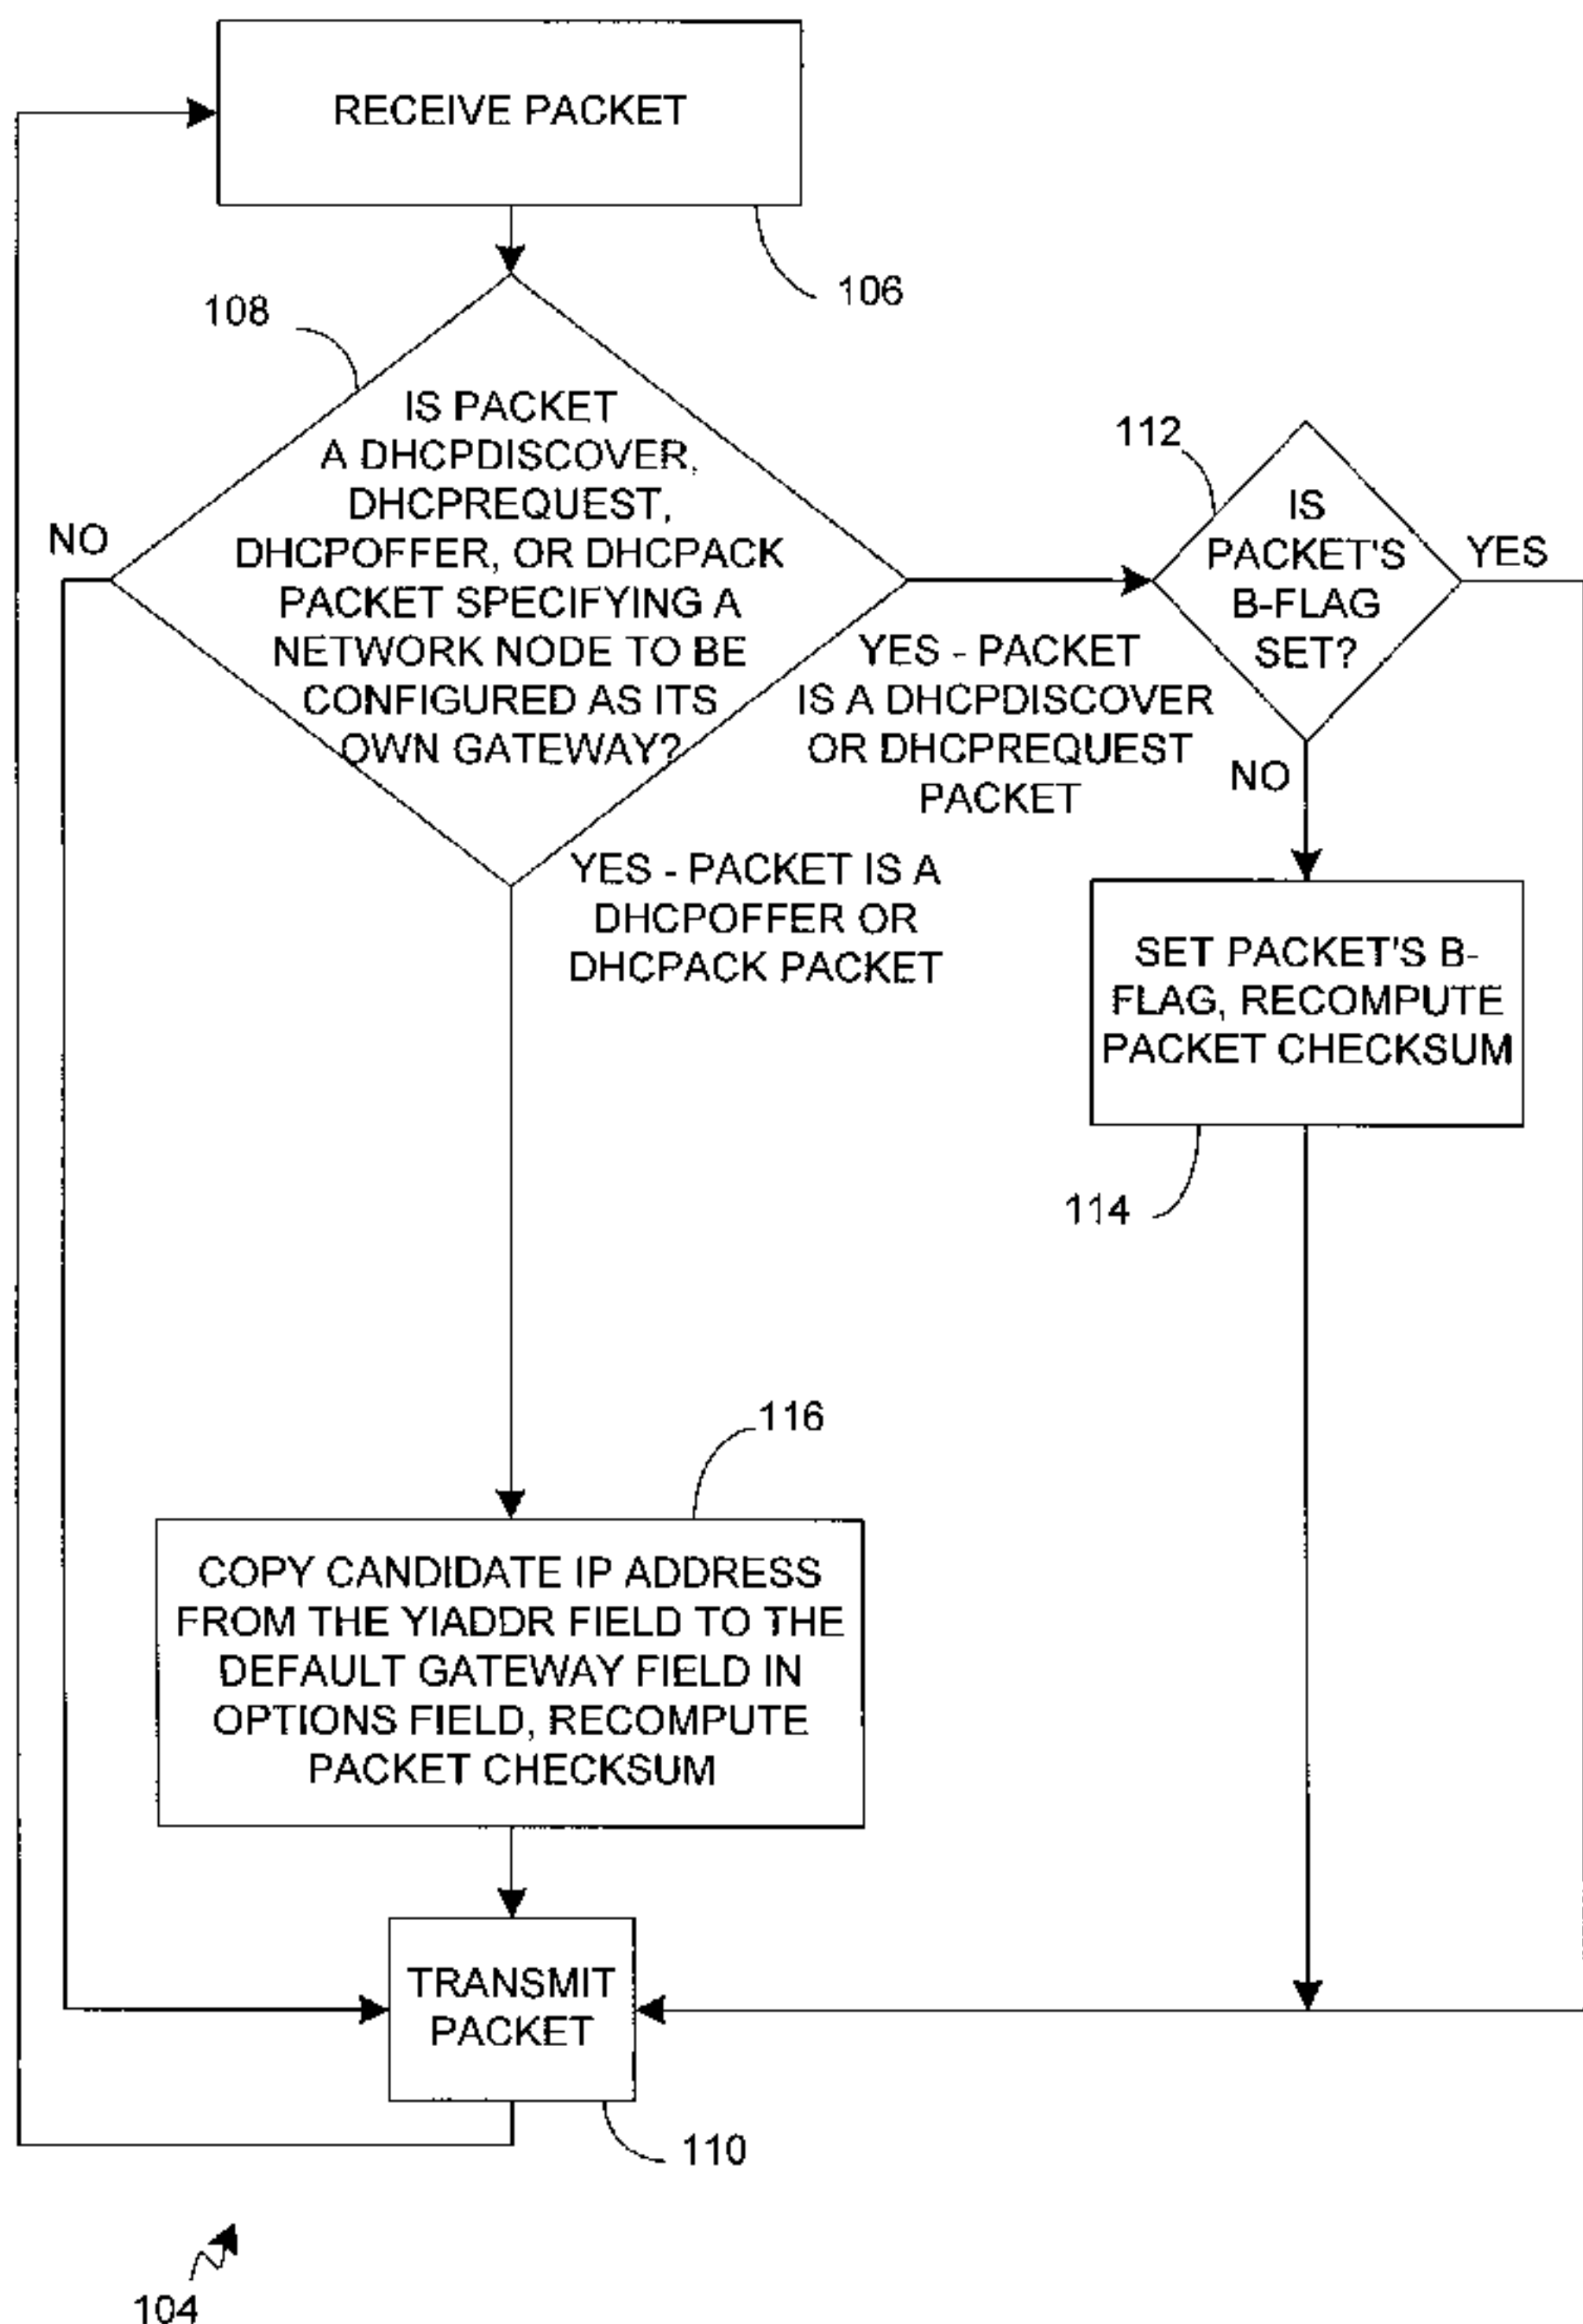 RECEIVE PACKET
106
108
IS PACKET
A DHCPDISCOVER,
DHCPREQUEST,
DHCPOFFER, OR DHCPACK
PACKET SPECIFYING A
NETWORK NODE TO BE
CONFIGURED AS ITS
OWN GATEWAY?
NO
112
IS
PACKET'S
B-FLAG
SET?
YES
YES - PACKET
IS A DHCPDISCOVER
OR DHCPREQUEST
PACKET
NO
YES - PACKET IS A
DHCPOFFER OR
DHCPACK PACKET
SET PACKET'S B-
FLAG, RECOMPUTE
PACKET CHECKSUM
114
116
COPY CANDIDATE IP ADDRESS
FROM THE YIADDR FIELD TO THE
DEFAULT GATEWAY FIELD IN
OPTIONS FIELD, RECOMPUTE
PACKET CHECKSUM
TRANSMIT
PACKET
110
104